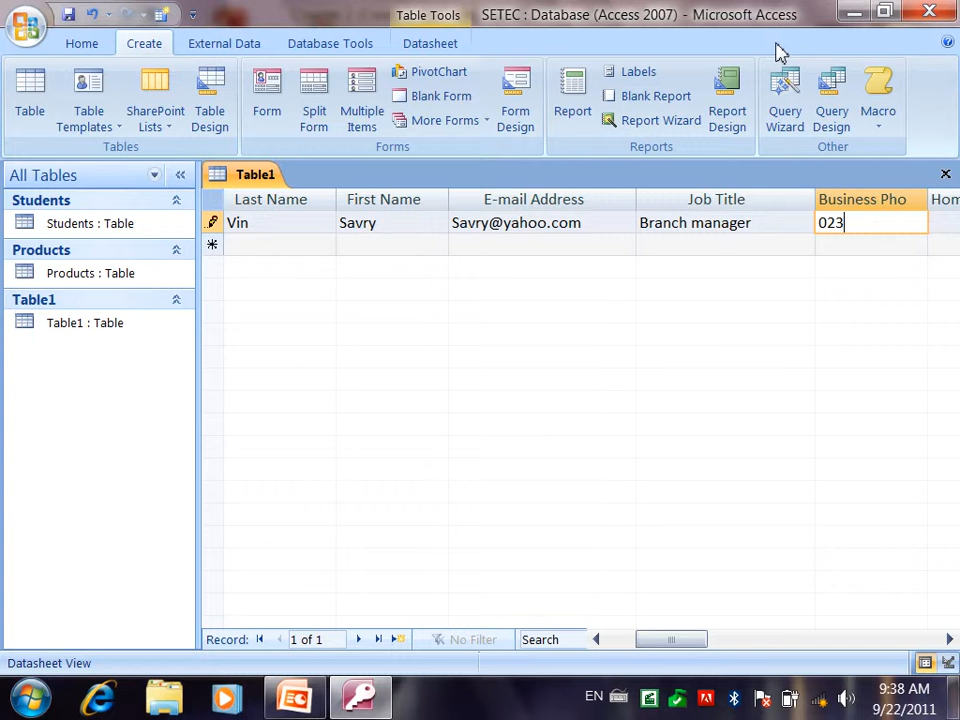 Table Tools
SETEC : Database (Access 2007) - Microsoft Access
Home
Create
External Data
Database Tools
Datasheet
Table
Table Templates
SharePoint Lists
Table Design
Tables
Form
Split Form
Multiple Items
PivotChart
Blank Form
More Forms
Form Design
Forms
Report
Labels
Blank Report
Report Wizard
Report Design
Reports
Query Wizard
Query Design
Macro
Other
All Tables
Students
Students : Table
Products
Products : Table
Table1
Table1 : Table
Table1
Last Name First Name E-mail Address Job Title Business Pho Hom
Vin Savry Savry@yahoo.com Branch manager 023
Record: 1 of 1 No Filter Search
Datasheet View
EN
9:38 AM
9/22/2011